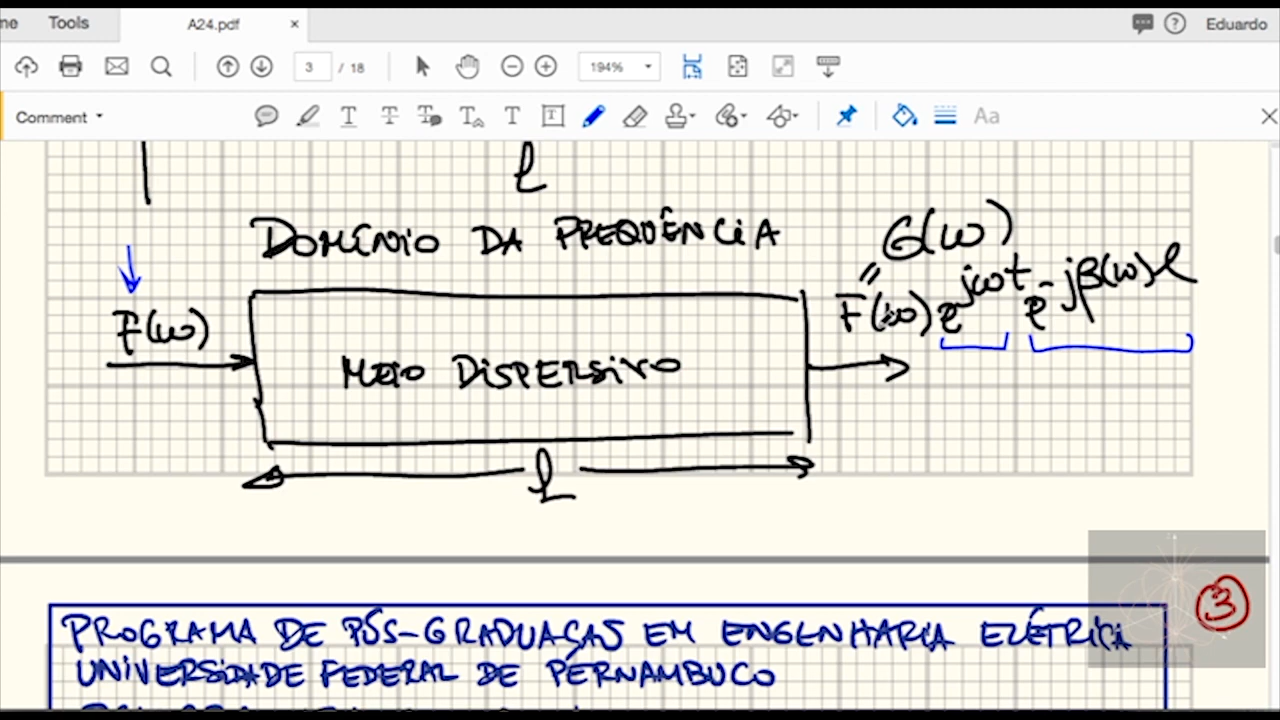 me Tools A24.pdf × Eduardo
3 / 18 194%
Comment T T T T T T Aa
l
DOMÍNIO DA FREQUÊNCIA
G(ω)
=
F(ω)
F(ω) e^{jωt} e^{-jβ(ω)l}
MEIO DISPERSIVO
l
3
PROGRAMA DE PÓS-GRADUAÇÃO EM ENGENHARIA ELÉTRICA
UNIVERSIDADE FEDERAL DE PERNAMBUCO